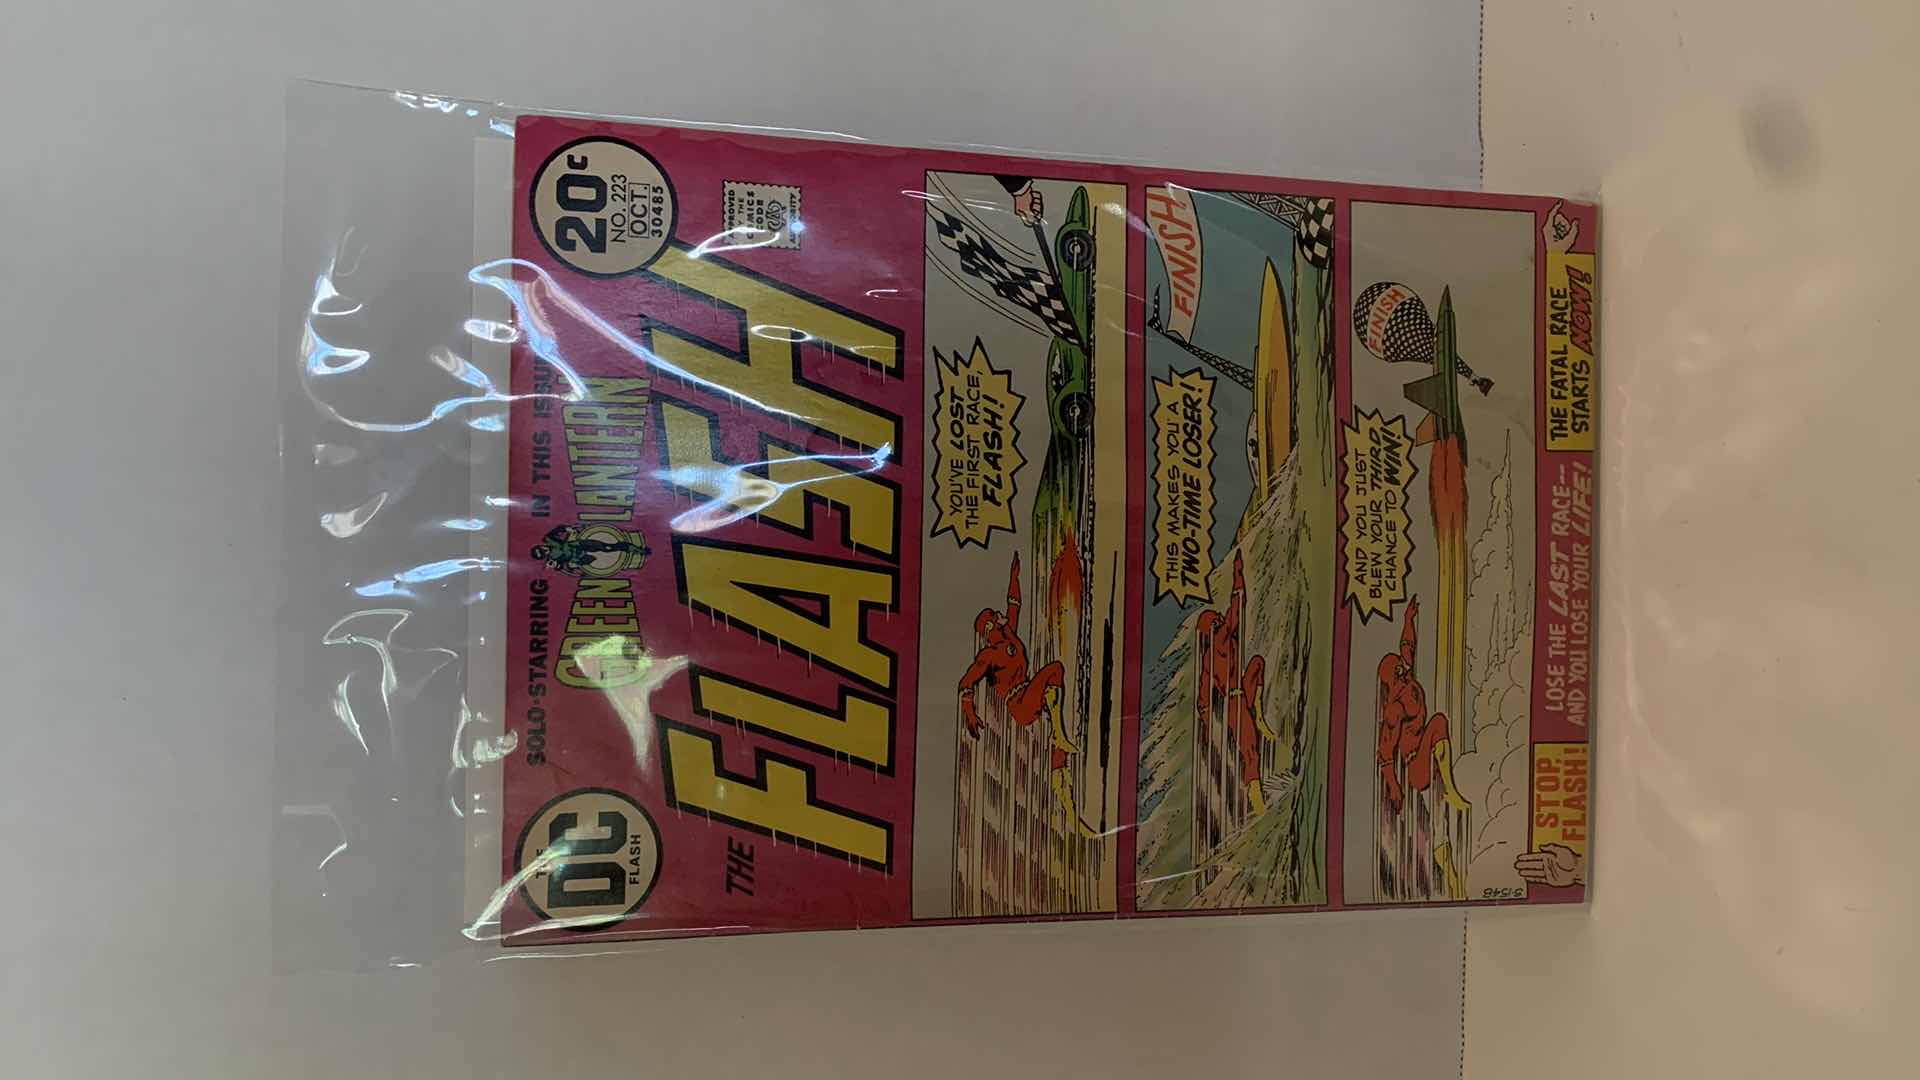 SOLO-STARRING IN THIS ISSUE
GREEN LANTERN
THE
DC
FLASH
20¢
NO. 223
OCT.
30485
APPROVED
BY THE
COMICS
CODE
AUTHORITY
THE
FLASH
YOU'VE LOST
THE FIRST RACE,
FLASH!
THIS MAKES YOU A
TWO-TIME LOSER!
FINISH
AND YOU JUST
BLEW YOUR THIRD
CHANCE TO WIN!
FINISH
S-1548
STOP,
FLASH!
LOSE THE LAST RACE--
AND YOU LOSE YOUR LIFE!
THE FATAL RACE
STARTS NOW!